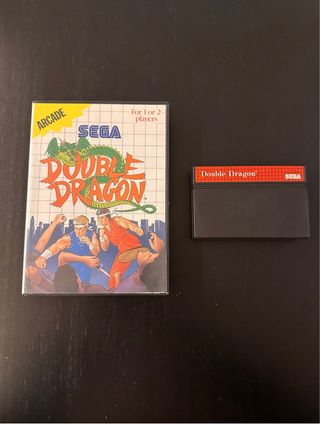 ARCADE
For 1 or 2
players
SEGA
DOUBLE
DRAGON
Double Dragon
SEGA